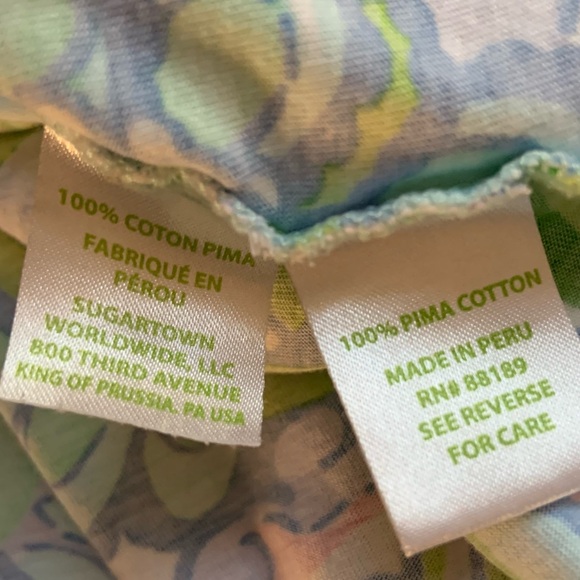 100% COTON PIMA
FABRIQUÉ EN
PÉROU
SUGARTOWN
WORLDWIDE, LLC
800 THIRD AVENUE
KING OF PRUSSIA, PA USA
100% PIMA COTTON
MADE IN PERU
RN# 88189
SEE REVERSE
FOR CARE